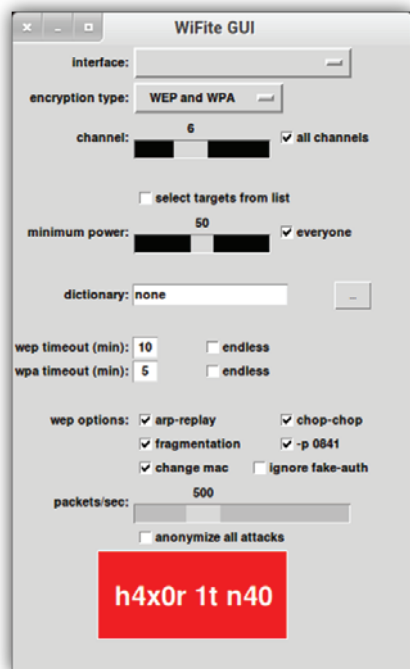 WiFite GUI
interface:
encryption type: WEP and WPA
6
channel: all channels
select targets from list
50
minimum power: everyone
dictionary: none ...
wep timeout (min): 10 endless
wpa timeout (min): 5 endless
wep options: arp-replay chop-chop
fragmentation -p 0841
change mac ignore fake-auth
500
packets/sec:
anonymize all attacks
h4x0r 1t n40